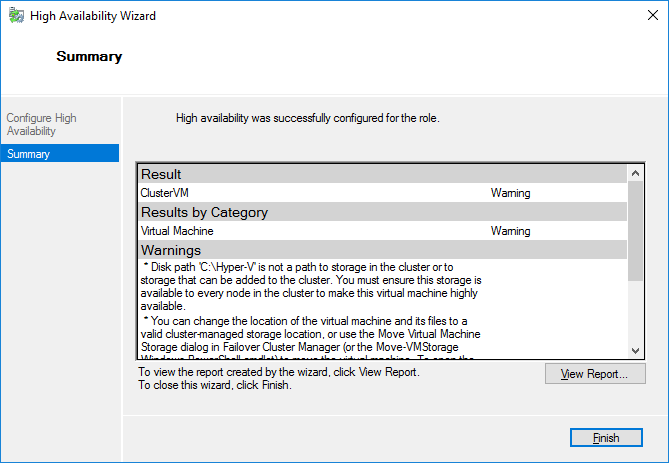 High Availability Wizard
Summary
Configure High
Availability
Summary
High availability was successfully configured for the role.
Result
ClusterVM Warning
Results by Category
Virtual Machine Warning
Warnings
* Disk path 'C:\Hyper-V' is not a path to storage in the cluster or to
storage that can be added to the cluster. You must ensure this storage is
available to every node in the cluster to make this virtual machine highly
available.
* You can change the location of the virtual machine and its files to a
valid cluster-managed storage location, or use the Move Virtual Machine
Storage dialog in Failover Cluster Manager (or the Move-VMStorage
Windows PowerShell cmdlet) to move the virtual machine. To open the
To view the report created by the wizard, click View Report.
To close this wizard, click Finish.
View Report...
Finish